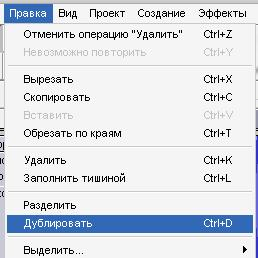 Правка Вид Проект Создание Эффекты
Отменить операцию "Удалить" Ctrl+Z
Невозможно повторить Ctrl+Y
Вырезать Ctrl+X
Скопировать Ctrl+C
Вставить Ctrl+V
Обрезать по краям Ctrl+T
Удалить Ctrl+K
Заполнить тишиной Ctrl+L
Разделить
Дублировать Ctrl+D
Выделить...